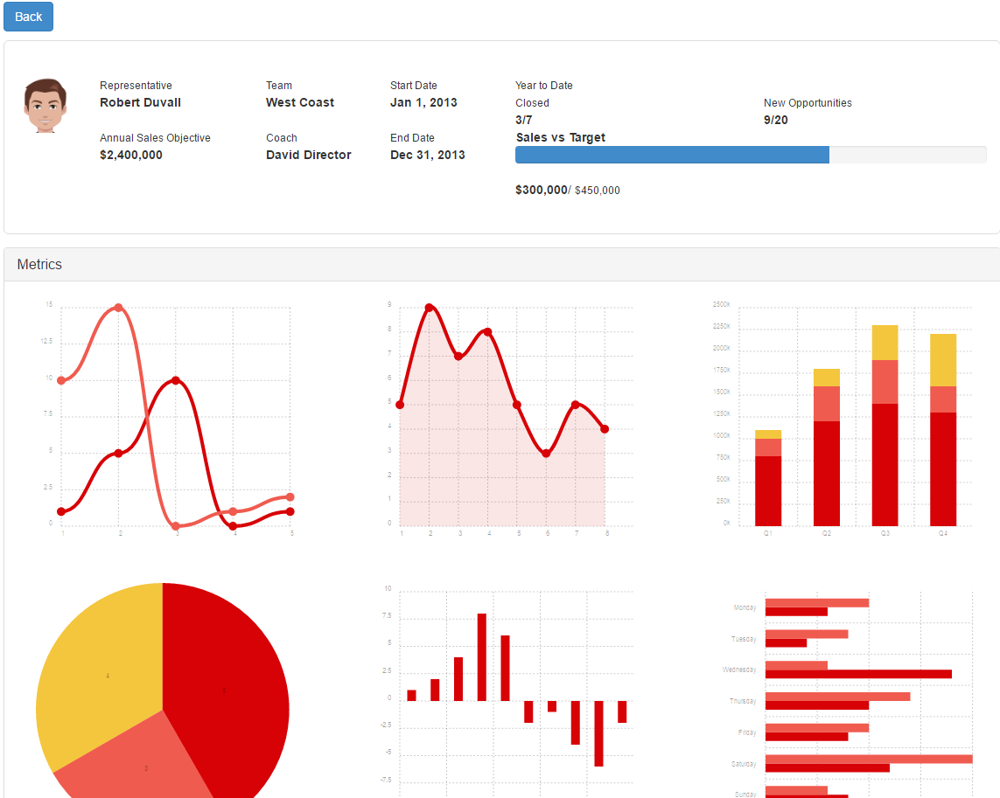 Back
Representative
Robert Duvall
Team
West Coast
Start Date
Jan 1, 2013
Year to Date
Closed
3/7
New Opportunities
9/20
Annual Sales Objective
$2,400,000
Coach
David Director
End Date
Dec 31, 2013
Sales vs Target
$300,000/ $450,000
Metrics
15
12.5
10
7.5
5
2.5
0
1 2 3 4 5
9
8
7
6
5
4
3
2
1
0
1 2 3 4 5 6 7 8
2500K
2250K
2000K
1750K
1500K
1250K
1000K
750K
500K
250K
0K
Q1 Q2 Q3 Q4
4
5
3
10
7.5
5
2.5
0
-2.5
-5
-7.5
Monday
Tuesday
Wednesday
Thursday
Friday
Saturday
Sunday